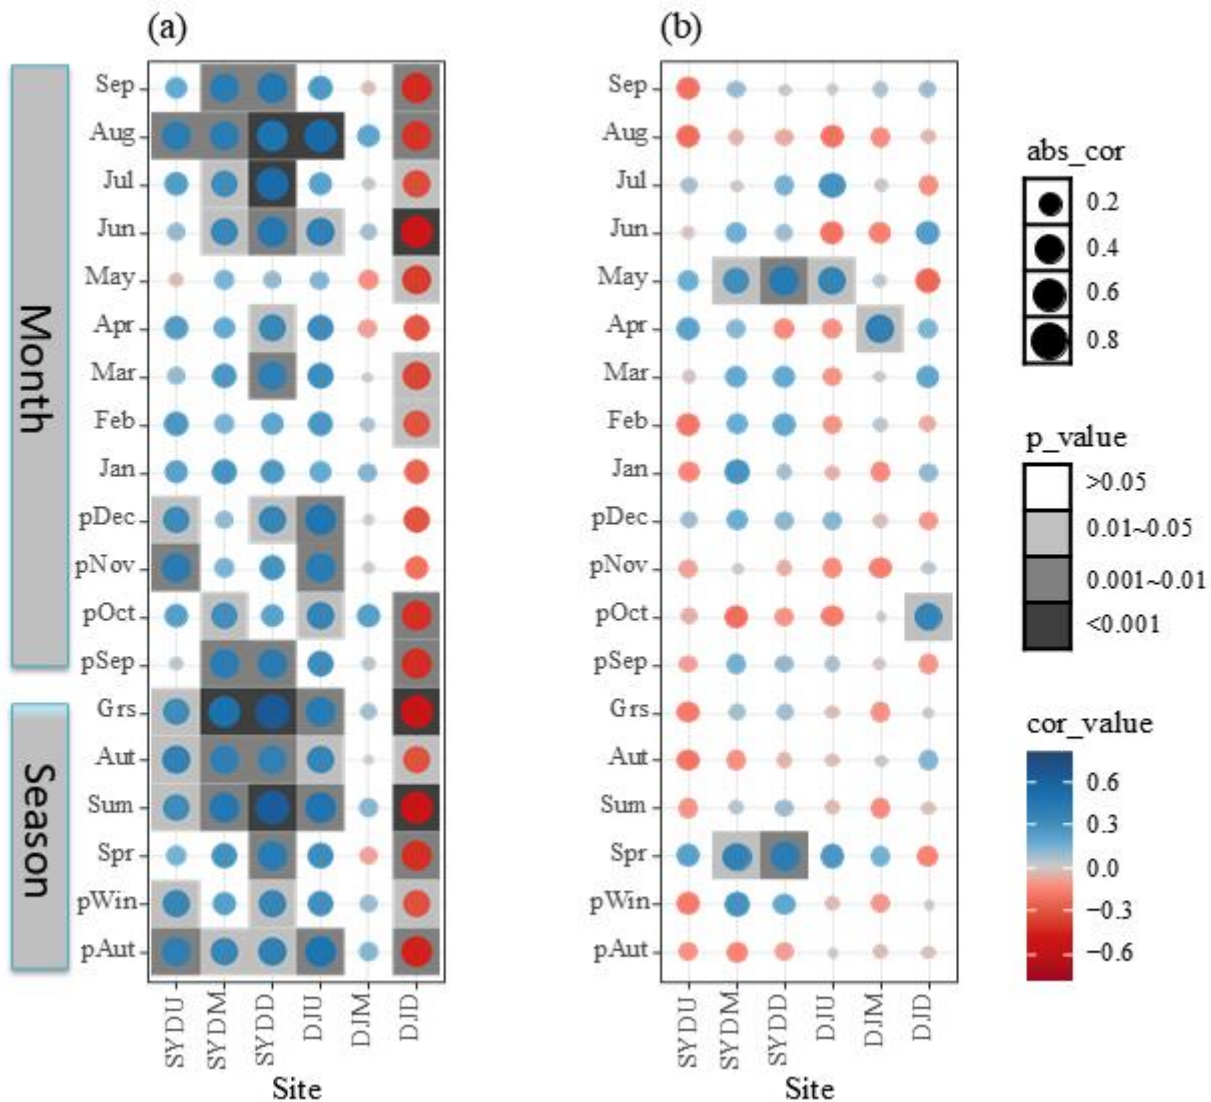 (a)
(b)
Month
Season
Sep
Aug
Jul
Jun
May
Apr
Mar
Feb
Jan
pDec
pNov
pOct
pSep
Grs
Aut
Sum
Spr
pWin
pAut
SYDU
SYDM
SYDD
DJU
DJM
DJD
Site
Sep
Aug
Jul
Jun
May
Apr
Mar
Feb
Jan
pDec
pNov
pOct
pSep
Grs
Aut
Sum
Spr
pWin
pAut
SYDU
SYDM
SYDD
DJU
DJM
DJD
Site
abs_cor
0.2
0.4
0.6
0.8
p_value
>0.05
0.01~0.05
0.001~0.01
<0.001
cor_value
0.6
0.3
0.0
−0.3
−0.6